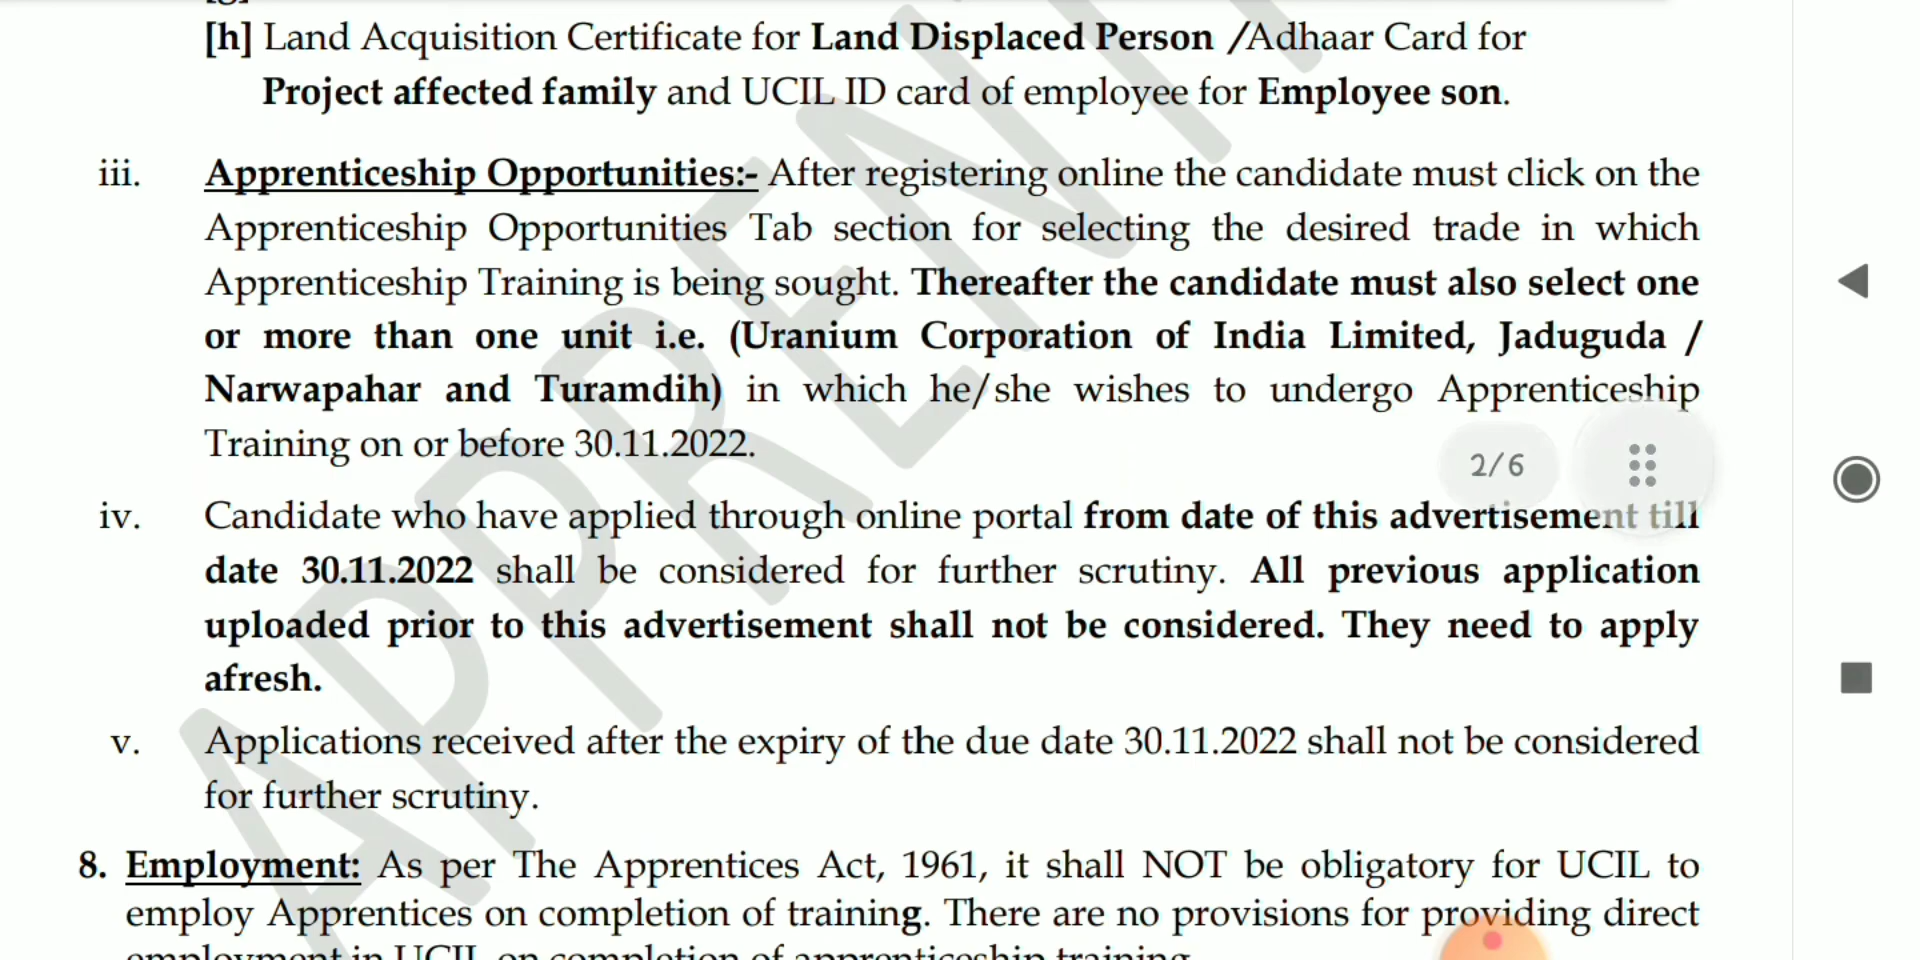 [h] Land Acquisition Certificate for Land Displaced Person /Adhaar Card for
Project affected family and UCIL ID card of employee for Employee son.
iii. Apprenticeship Opportunities:- After registering online the candidate must click on the
Apprenticeship Opportunities Tab section for selecting the desired trade in which
Apprenticeship Training is being sought. Thereafter the candidate must also select one
or more than one unit i.e. (Uranium Corporation of India Limited, Jaduguda /
Narwapahar and Turamdih) in which he/she wishes to undergo Apprenticeship
Training on or before 30.11.2022.
2/6
iv. Candidate who have applied through online portal from date of this advertisement till
date 30.11.2022 shall be considered for further scrutiny. All previous application
uploaded prior to this advertisement shall not be considered. They need to apply
afresh.
v. Applications received after the expiry of the due date 30.11.2022 shall not be considered
for further scrutiny.
8. Employment: As per The Apprentices Act, 1961, it shall NOT be obligatory for UCIL to
employ Apprentices on completion of training. There are no provisions for providing direct
employment in UCIL on completion of apprenticeship training.
APPRENT